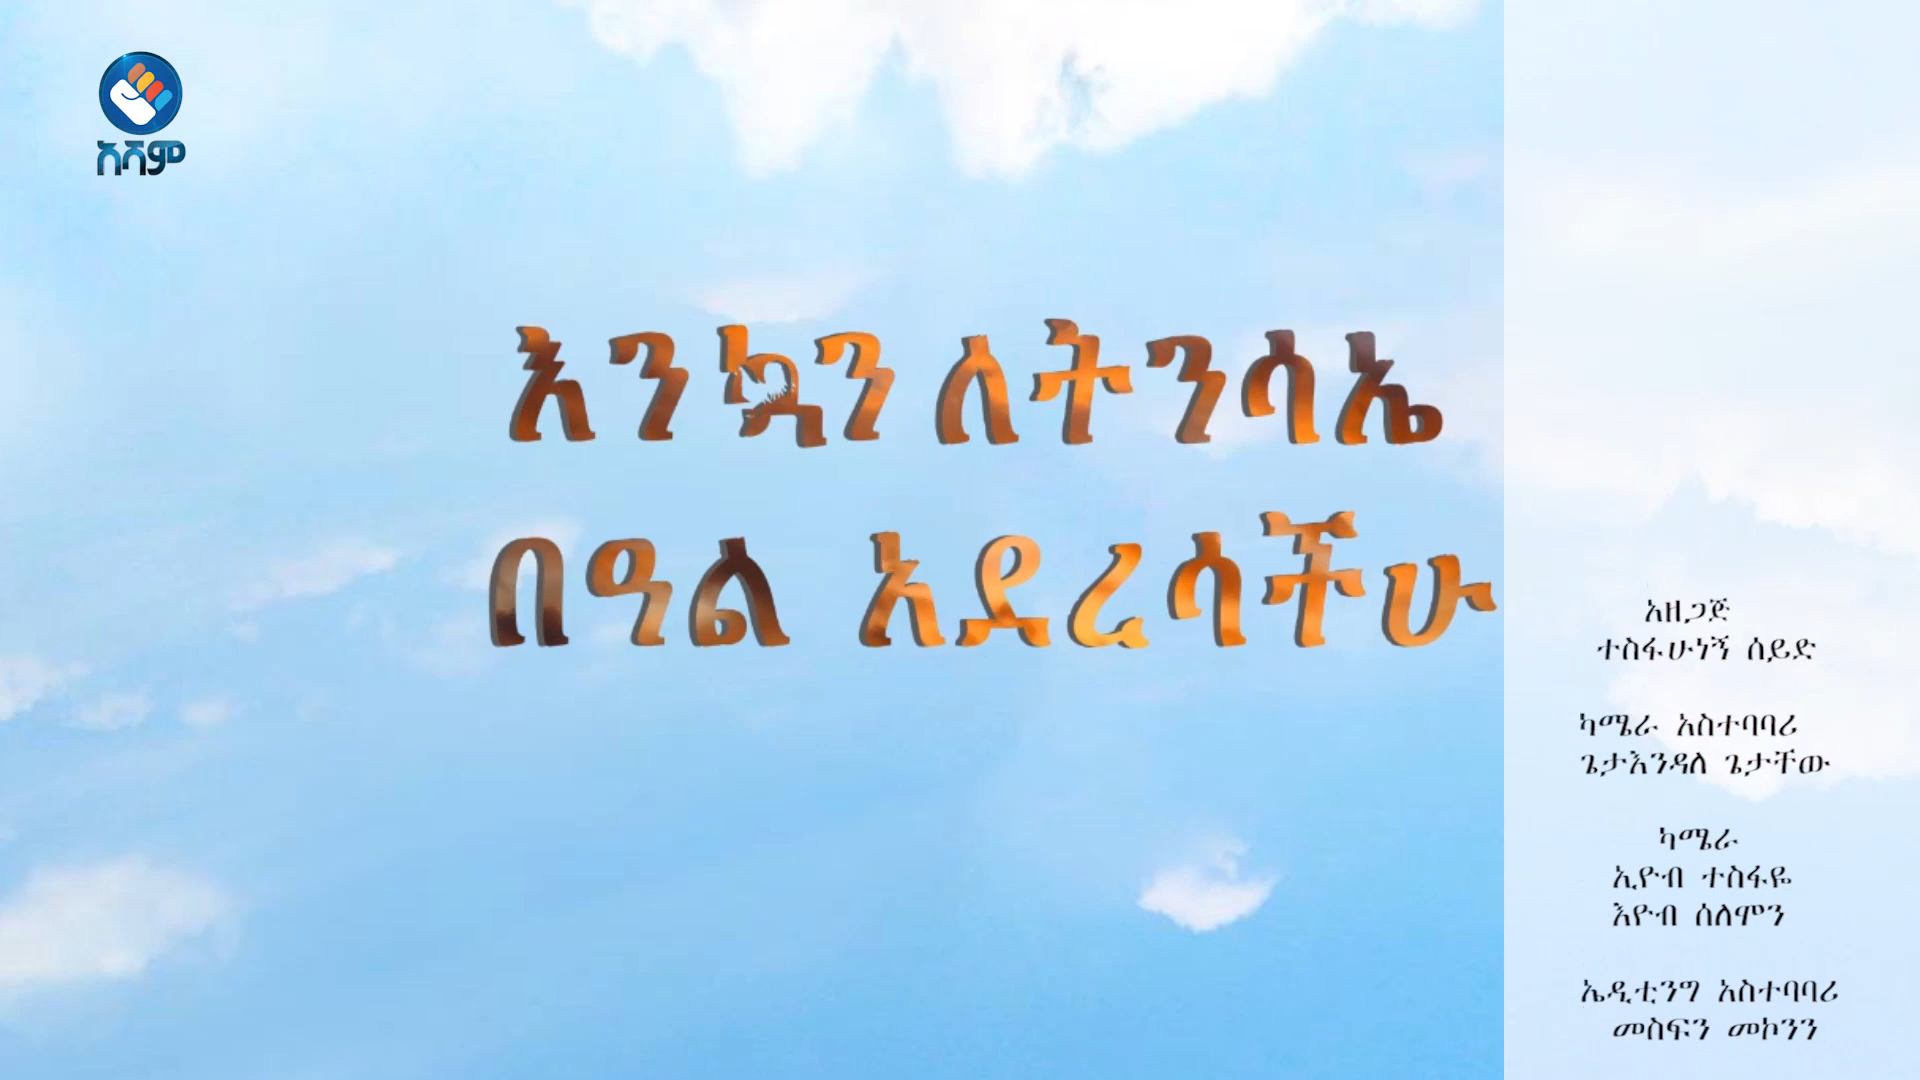 አሻም
እንኳን ለትንሳኤ
በዓል አደረሳችሁ
አዘጋጅ
ተስፋሁነኝ ሰይድ
ካሜራ አስተባባሪ
ጌታእንዳለ ጌታቸው
ካሜራ
ኢዮብ ተስፋዬ
እዮብ ሰለሞን
ኤዲቲንግ አስተባባሪ
መስፍን መኮንን